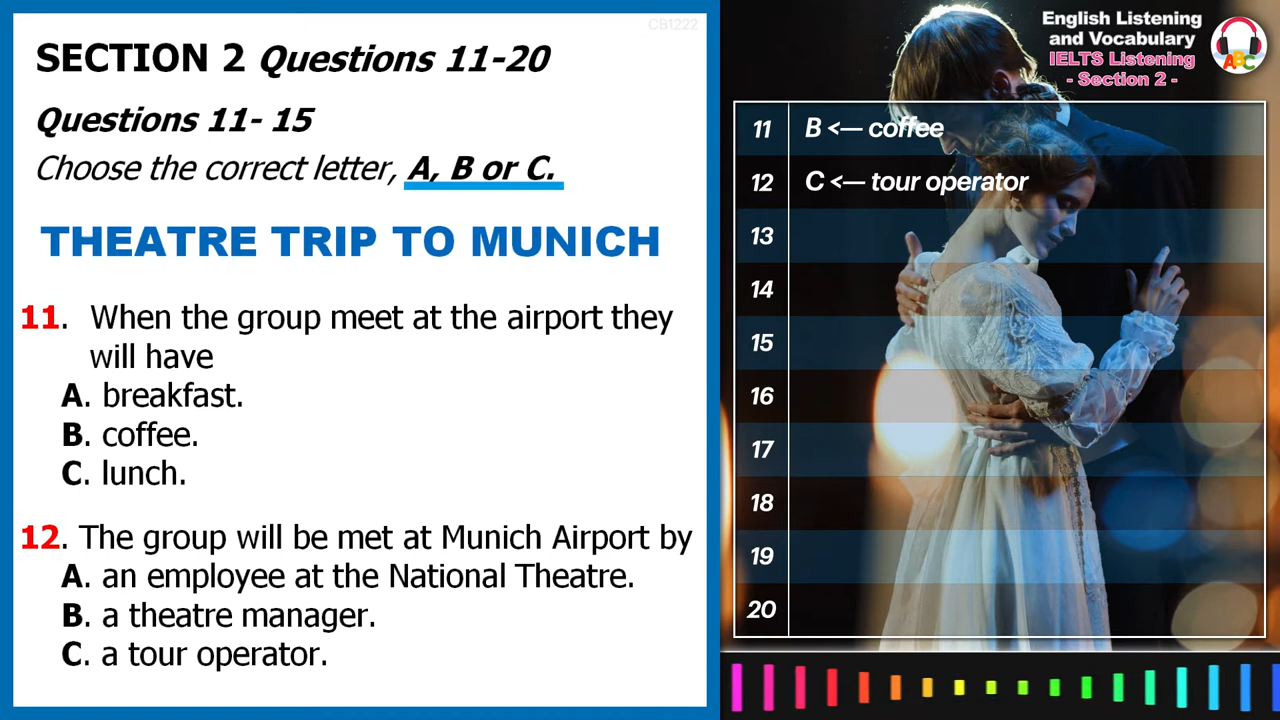 CB1222
SECTION 2 Questions 11-20
Questions 11- 15
Choose the correct letter, A, B or C.
THEATRE TRIP TO MUNICH
11. When the group meet at the airport they
will have
A. breakfast.
B. coffee.
C. lunch.
12. The group will be met at Munich Airport by
A. an employee at the National Theatre.
B. a theatre manager.
C. a tour operator.
English Listening
and Vocabulary
IELTS Listening
- Section 2 -
ABC
11 B <— coffee
12 C <— tour operator
13
14
15
16
17
18
19
20